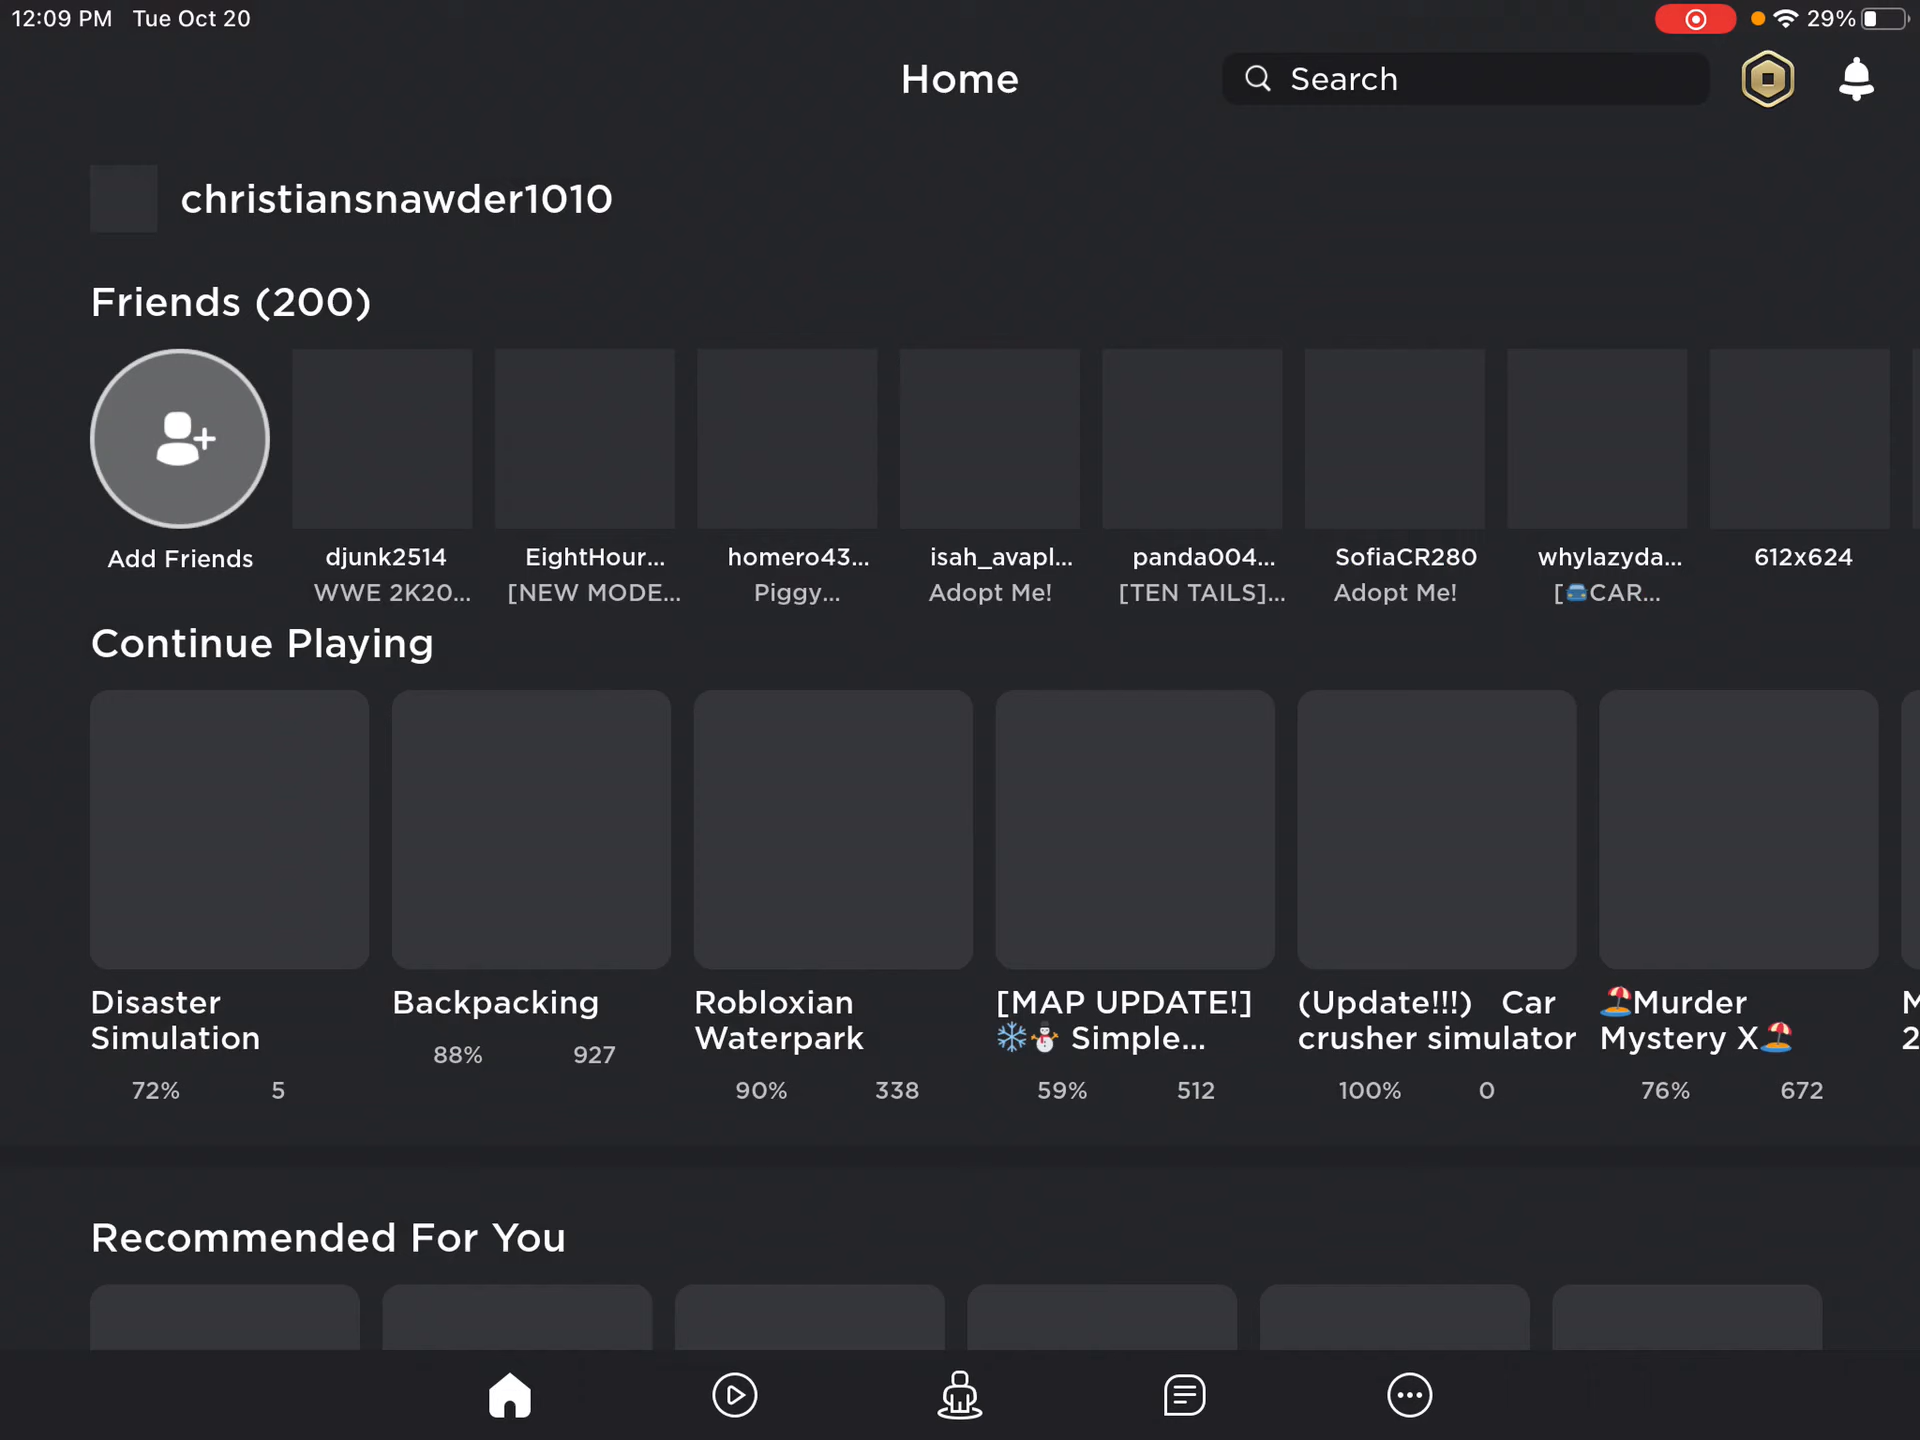 12:09 PM Tue Oct 20
29%
Home
Search
christiansnawder1010
Friends (200)
Add Friends
djunk2514
EightHour...
homero43...
isah_avapl...
panda004...
SofiaCR280
whylazyda...
612x624
WWE 2K20...
[NEW MODE...
Piggy...
Adopt Me!
[TEN TAILS]...
Adopt Me!
[🚘CAR...
Continue Playing
Disaster
Simulation
72% 5
Backpacking
88% 927
Robloxian
Waterpark
90% 338
[MAP UPDATE!]
❄️⛄ Simple...
59% 512
(Update!!!) Car
crusher simulator
100% 0
🏖️Murder
Mystery X🏖️
76% 672
M
2
Recommended For You